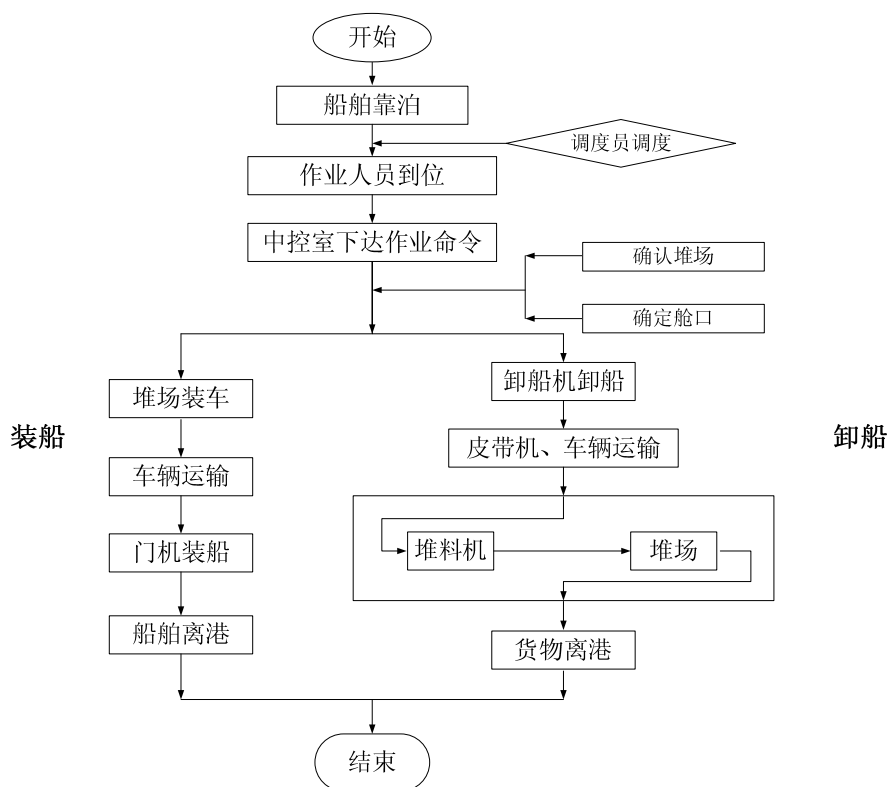 开始
船舶靠泊
调度员调度
作业人员到位
中控室下达作业命令
确认堆场
确定舱口
卸船机卸船
堆场装车
装船
皮带机、车辆运输
卸船
车辆运输
门机装船
堆料机
堆场
船舶离港
货物离港
结束